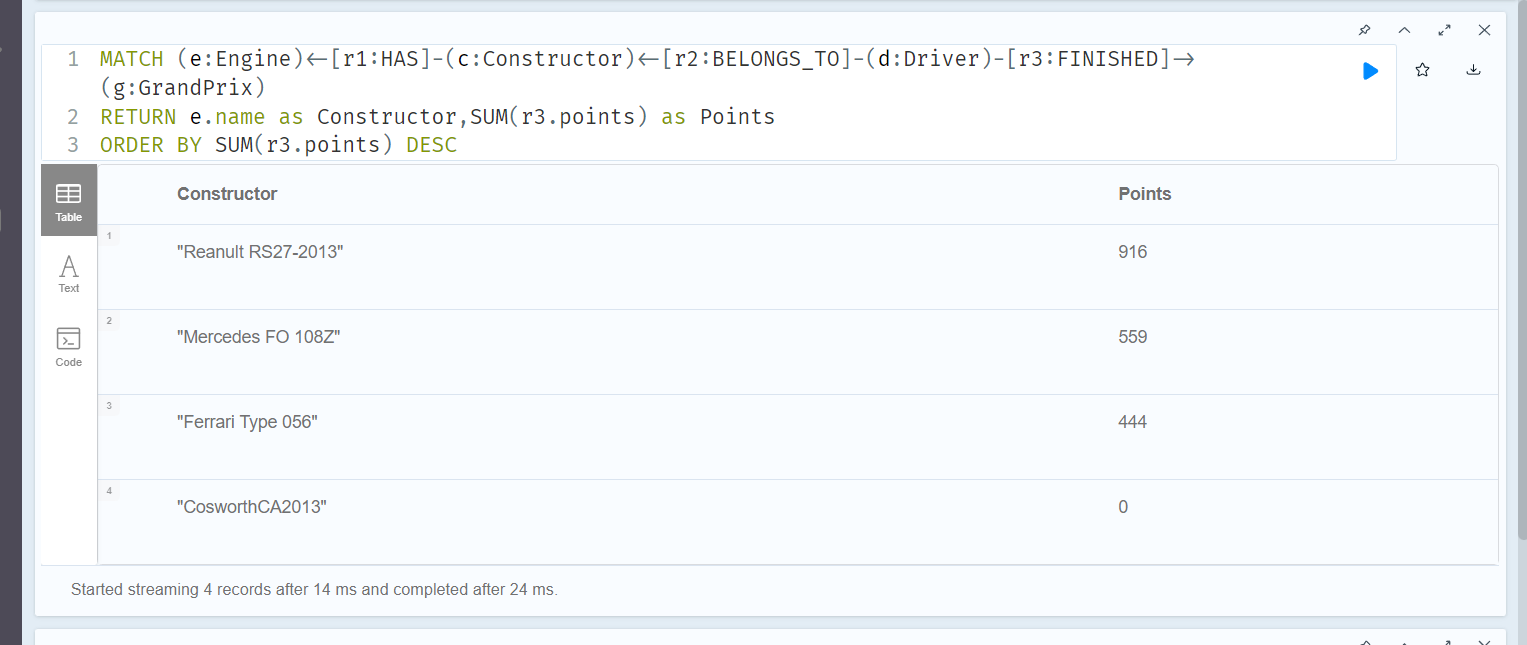 1 MATCH (e:Engine)<-[r1:HAS]-(c:Constructor)<-[r2:BELONGS_TO]-(d:Driver)-[r3:FINISHED]->
(g:GrandPrix)
2 RETURN e.name as Constructor,SUM(r3.points) as Points
3 ORDER BY SUM(r3.points) DESC
Table
Text
Code
Constructor Points
1 "Reanult RS27-2013" 916
2 "Mercedes FO 108Z" 559
3 "Ferrari Type 056" 444
4 "CosworthCA2013" 0
Started streaming 4 records after 14 ms and completed after 24 ms.